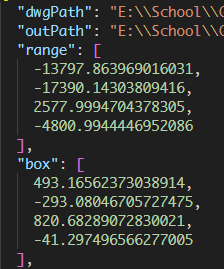 "dwgPath": "E:\\School\\
"outPath": "E:\\School\\
"range": [
-13797.863969016031,
-17390.14303809416,
2577.9994704378305,
-4800.9944446952086
],
"box": [
493.16562373038914,
-293.08046705727475,
820.68289072830021,
-41.297496566277005
],